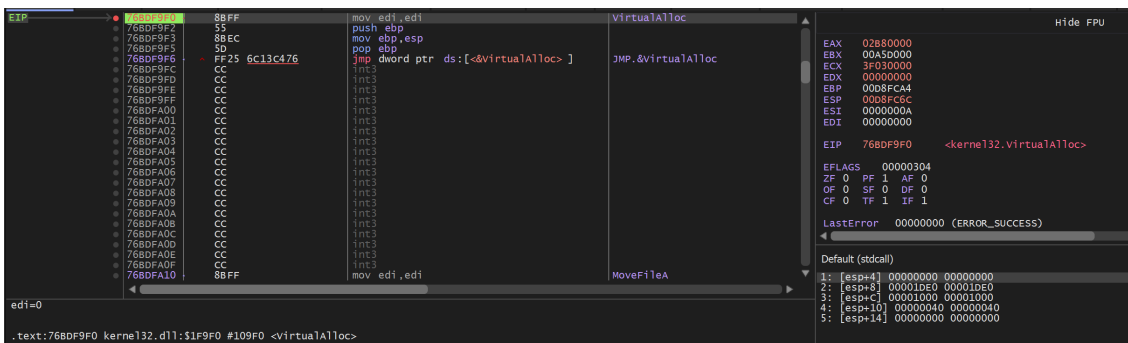 EIP 76BDF9F0 8BFF mov edi,edi VirtualAlloc
76BDF9F2 55 push ebp
76BDF9F3 8BEC mov ebp,esp
76BDF9F5 5D pop ebp
76BDF9F6 FF25 6C13C476 jmp dword ptr ds:[<&VirtualAlloc>] JMP.&VirtualAlloc
76BDF9FC CC int3
76BDF9FD CC int3
76BDF9FE CC int3
76BDF9FF CC int3
76BDFA00 CC int3
76BDFA01 CC int3
76BDFA02 CC int3
76BDFA03 CC int3
76BDFA04 CC int3
76BDFA05 CC int3
76BDFA06 CC int3
76BDFA07 CC int3
76BDFA08 CC int3
76BDFA09 CC int3
76BDFA0A CC int3
76BDFA0B CC int3
76BDFA0C CC int3
76BDFA0D CC int3
76BDFA0E CC int3
76BDFA0F CC int3
76BDFA10 8BFF mov edi,edi MoveFileA
edi=0
.text:76BDF9F0 kernel32.dll:$1F9F0 #109F0 <VirtualAlloc>
Hide FPU
EAX 02B80000
EBX 00A5D000
ECX 3F030000
EDX 00000000
EBP 00D8FCA4
ESP 00D8FC6C
ESI 0000000A
EDI 00000000
EIP 76BDF9F0 <kernel32.VirtualAlloc>
EFLAGS 00000304
ZF 0 PF 1 AF 0
OF 0 SF 0 DF 0
CF 0 TF 1 IF 1
LastError 00000000 (ERROR_SUCCESS)
Default (stdcall)
1: [esp+4] 00000000 00000000
2: [esp+8] 00001DE0 00001DE0
3: [esp+C] 00001000 00001000
4: [esp+10] 00000040 00000040
5: [esp+14] 00000000 00000000